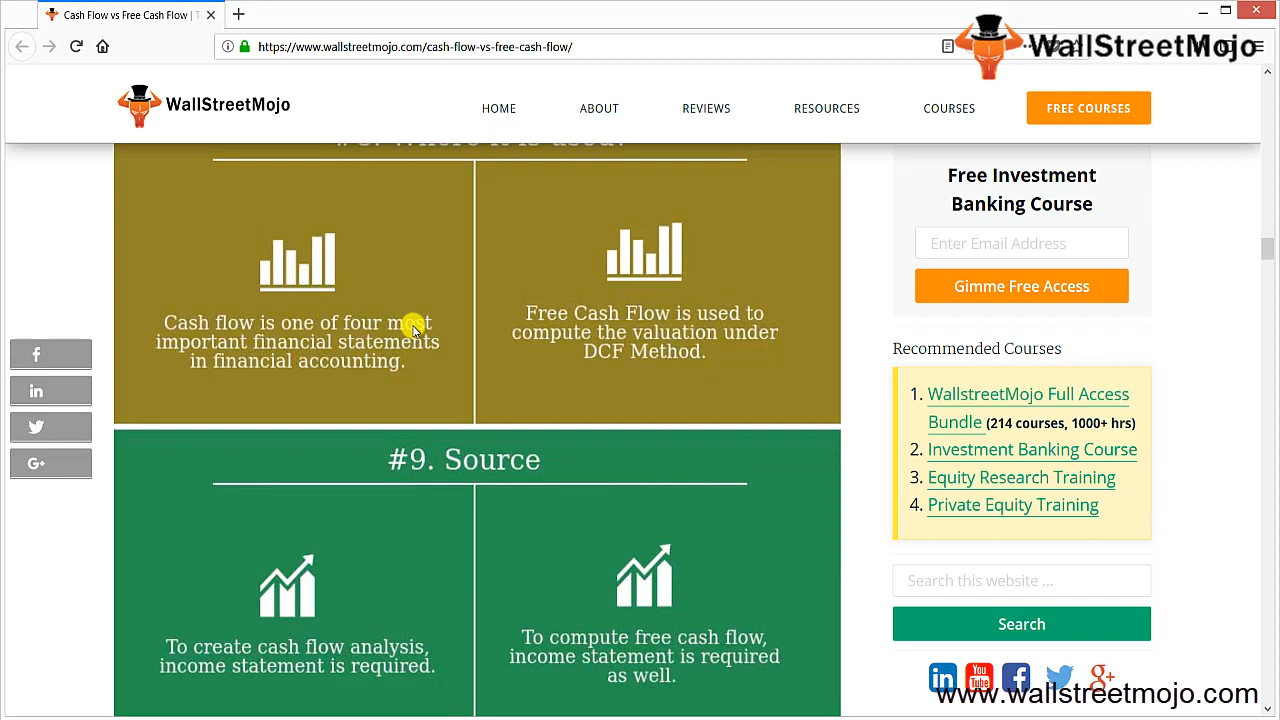 Cash Flow vs Free Cash Flow | T
https://www.wallstreetmojo.com/cash-flow-vs-free-cash-flow/
WallStreetMojo
WallStreetMojo
HOME
ABOUT
REVIEWS
RESOURCES
COURSES
FREE COURSES
Where it is used?
Cash flow is one of four most
important financial statements
in financial accounting.
Free Cash Flow is used to
compute the valuation under
DCF Method.
#9. Source
To create cash flow analysis,
income statement is required.
To compute free cash flow,
income statement is required
as well.
Free Investment
Banking Course
Enter Email Address
Gimme Free Access
Recommended Courses
1. WallstreetMojo Full Access
Bundle (214 courses, 1000+ hrs)
2. Investment Banking Course
3. Equity Research Training
4. Private Equity Training
Search this website ...
Search
www.wallstreetmojo.com